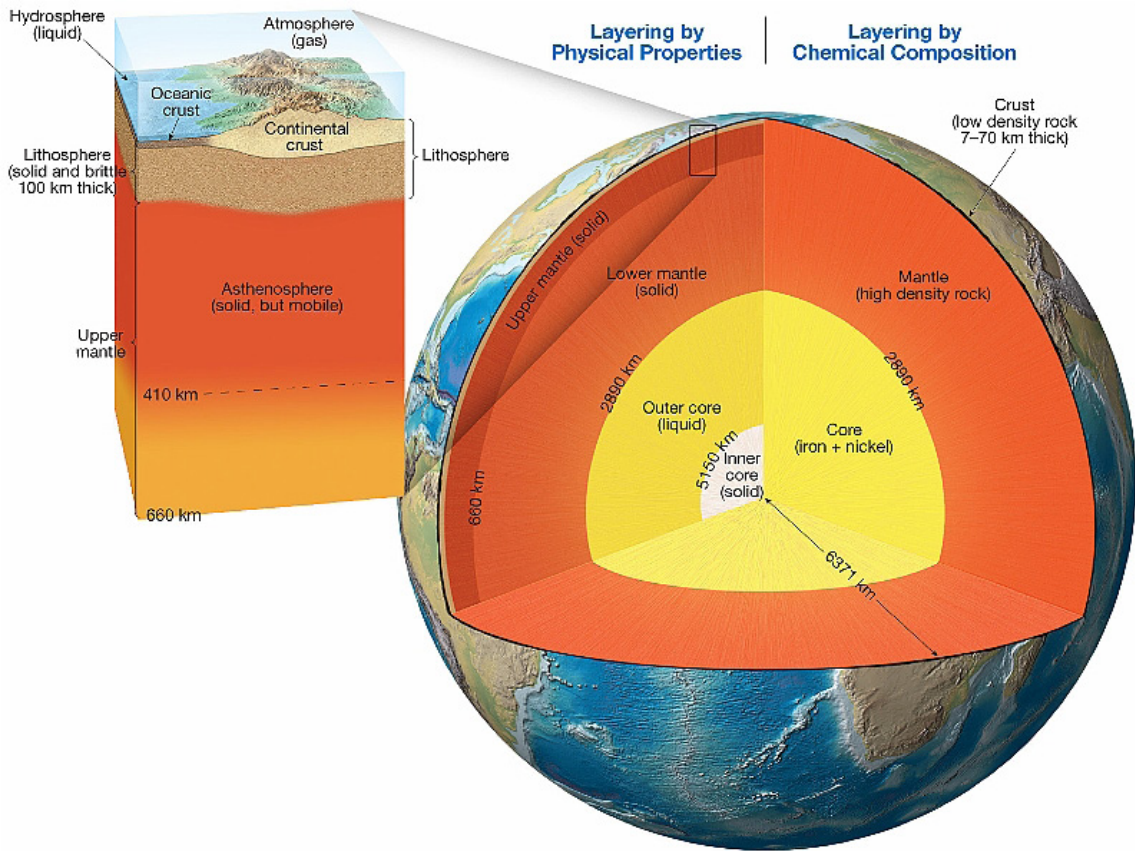 Hydrosphere
(liquid)
Atmosphere
(gas)
Oceanic
crust
Continental
crust
Lithosphere
(solid and brittle
100 km thick)
Lithosphere
Asthenosphere
(solid, but mobile)
Upper
mantle
410 km
660 km
Layering by
Physical Properties
Layering by
Chemical Composition
Crust
(low density rock
7–70 km thick)
Upper mantle (solid)
Lower mantle
(solid)
Mantle
(high density rock)
2890 km
2890 km
Outer core
(liquid)
Core
(iron + nickel)
5150 km
Inner
core
(solid)
660 km
6371 km